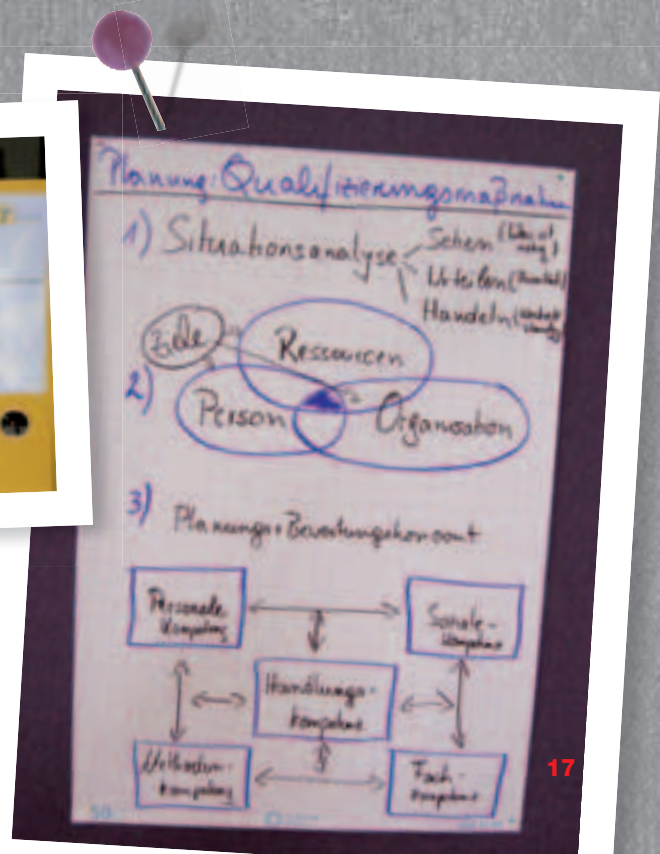 Planung: Qualifizierungsmaßnahm
1) Situationsanalyse
Sehen
Urteilen
Handeln
Ziele
Ressourcen
2)
Person
Organisation
3)
Planungs- + Bewertungshorizont
Personale
kompetenz
Soziale-
kompetenz
Handlungs-
kompetenz
Methoden-
kompetenz
Fach-
kompetenz
17